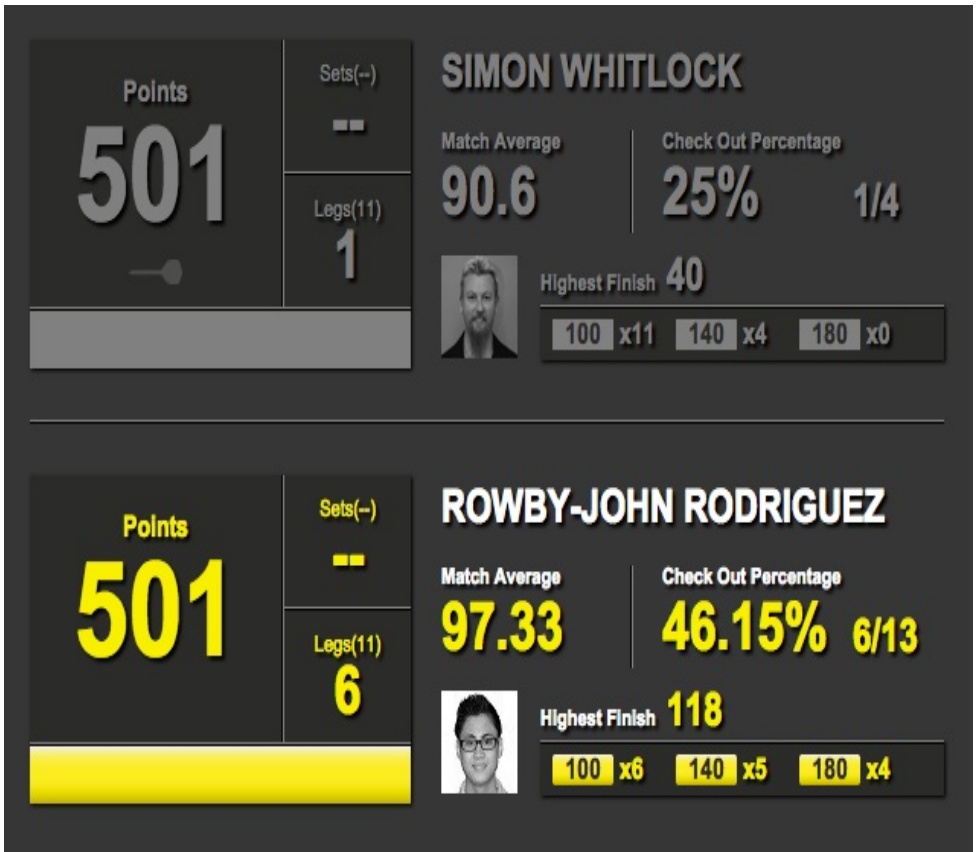 SIMON WHITLOCK
Points
501
Sets(--)
--
Legs(11)
1
Match Average
90.6
Check Out Percentage
25% 1/4
Highest Finish 40
100 x11 140 x4 180 x0
ROWBY-JOHN RODRIGUEZ
Points
501
Sets(--)
--
Legs(11)
6
Match Average
97.33
Check Out Percentage
46.15% 6/13
Highest Finish 118
100 x6 140 x5 180 x4